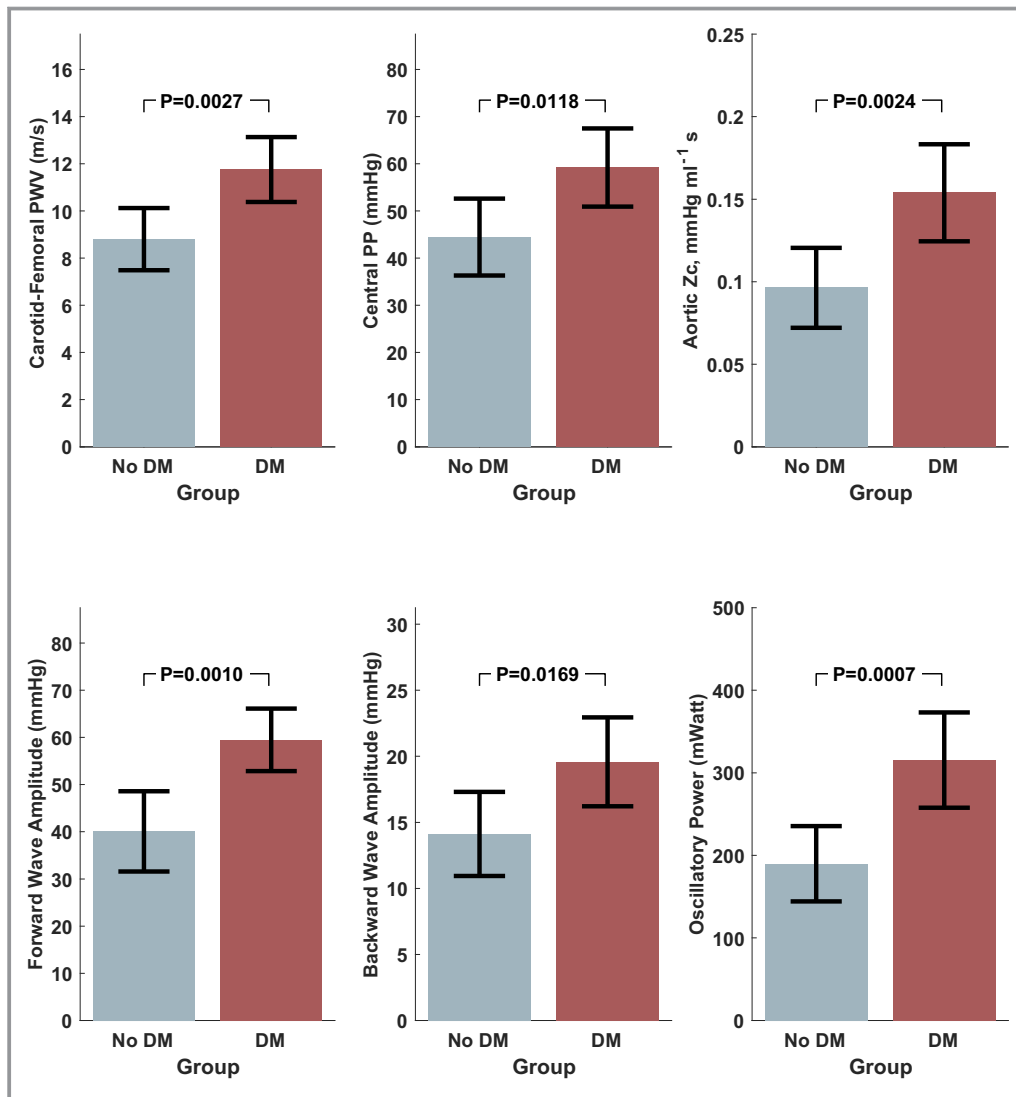 Carotid-Femoral PWV (m/s)
16
14
12
10
8
6
4
2
0
P=0.0027
No DM
DM
Group
Central PP (mmHg)
80
70
60
50
40
30
20
10
0
P=0.0118
No DM
DM
Group
Aortic Zc, mmHg ml⁻¹ s
0.25
0.2
0.15
0.1
0.05
0
P=0.0024
No DM
DM
Group
Forward Wave Amplitude (mmHg)
80
70
60
50
40
30
20
10
0
P=0.0010
No DM
DM
Group
Backward Wave Amplitude (mmHg)
30
25
20
15
10
5
0
P=0.0169
No DM
DM
Group
Oscillatory Power (mWatt)
500
400
300
200
100
0
P=0.0007
No DM
DM
Group